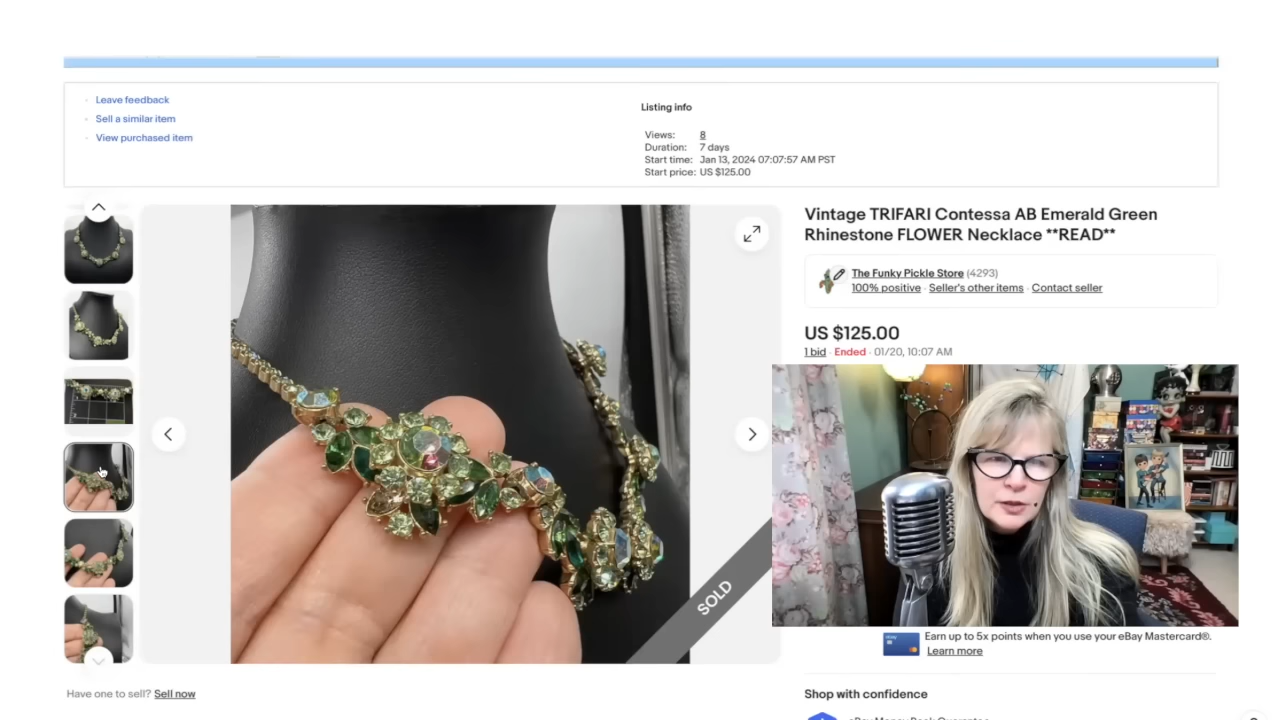 Leave feedback
Sell a similar item
View purchased item
Listing info
Views: 8
Duration: 7 days
Start time: Jan 13, 2024 07:07:57 AM PST
Start price: US $125.00
Vintage TRIFARI Contessa AB Emerald Green
Rhinestone FLOWER Necklace **READ**
The Funky Pickle Store (4293)
100% positive · Seller's other items · Contact seller
US $125.00
1 bid · Ended · 01/20, 10:07 AM
SOLD
Earn up to 5x points when you use your eBay Mastercard®.
Learn more
Have one to sell? Sell now
Shop with confidence